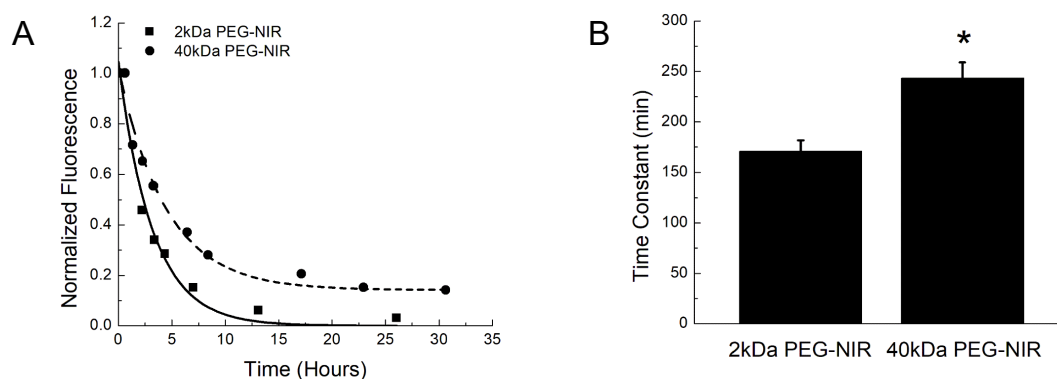 A
1.2
1.0
0.8
0.6
0.4
0.2
0.0
Normalized Fluorescence
2kDa PEG-NIR
40kDa PEG-NIR
0 5 10 15 20 25 30 35
Time (Hours)
B
300
250
200
150
100
50
0
Time Constant (min)
*
2kDa PEG-NIR 40kDa PEG-NIR